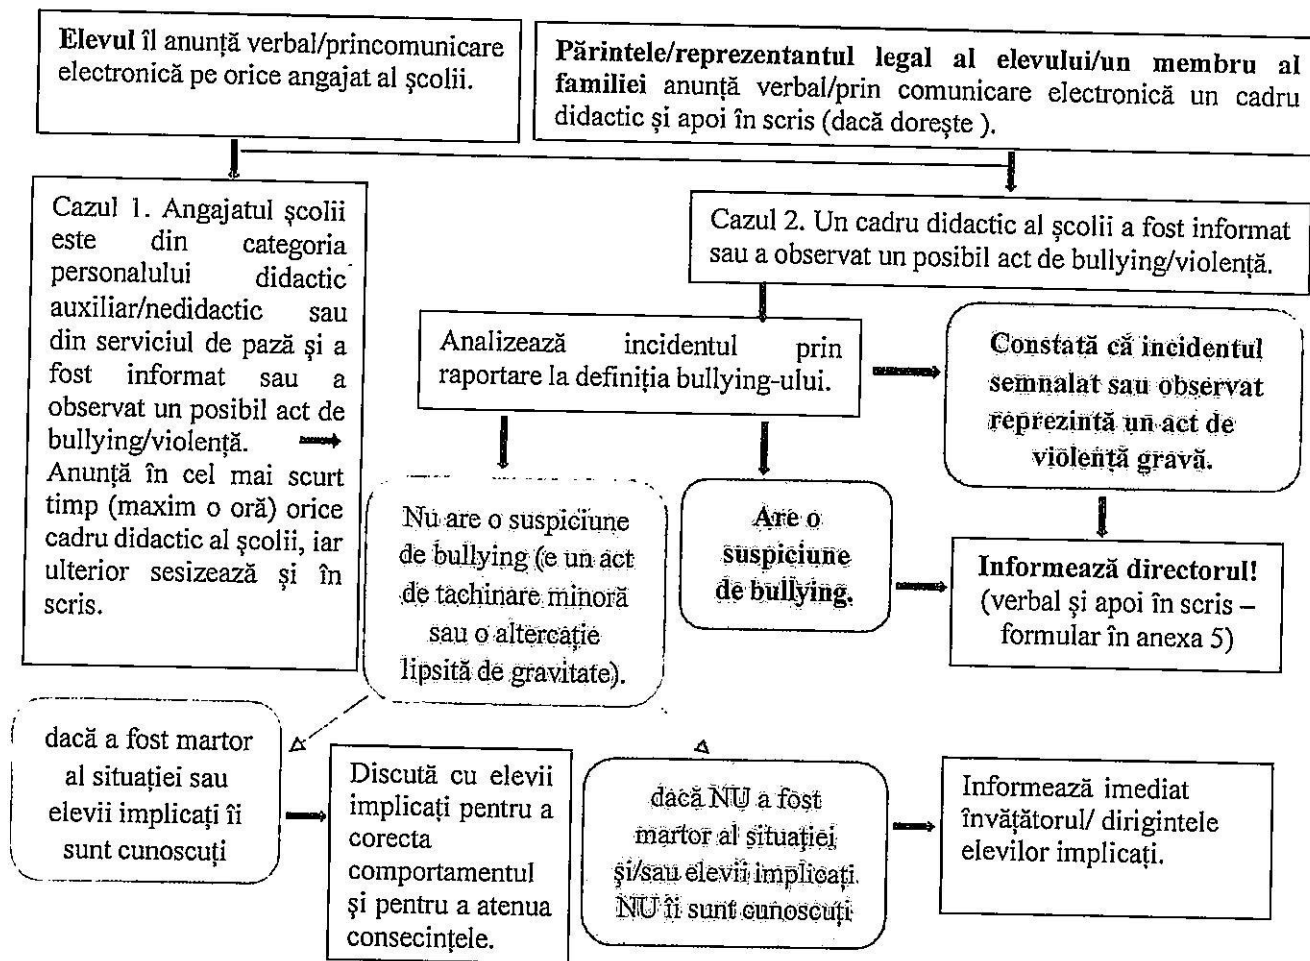 Elevul îl anunță verbal/princomunicare
electronică pe orice angajat al școlii.
Părintele/reprezentantul legal al elevului/un membru al
familiei anunță verbal/prin comunicare electronică un cadru
didactic și apoi în scris (dacă dorește ).
Cazul 1. Angajatul școlii
este din categoria
personalului didactic
auxiliar/nedidactic sau
din serviciul de pază și a
fost informat sau a
observat un posibil act de
bullying/violență.
Anunță în cel mai scurt
timp (maxim o oră) orice
cadru didactic al școlii, iar
ulterior sesizează și în
scris.
Cazul 2. Un cadru didactic al școlii a fost informat
sau a observat un posibil act de bullying/violență.
Analizează incidentul prin
raportare la definiția bullying-ului.
Constată că incidentul
semnalat sau observat
reprezintă un act de
violență gravă.
Nu are o suspiciune
de bullying (e un act
de tachinare minoră
sau o altercație
lipsită de gravitate).
Are o
suspiciune
de bullying.
Informează directorul!
(verbal și apoi în scris –
formular în anexa 5)
dacă a fost martor
al situației sau
elevii implicați îi
sunt cunoscuți
Discută cu elevii
implicați pentru a
corecta
comportamentul
și pentru a atenua
consecințele.
dacă NU a fost
martor al situației
și/sau elevii implicați
NU îi sunt cunoscuți
Informează imediat
învățătorul/ dirigintele
elevilor implicați.